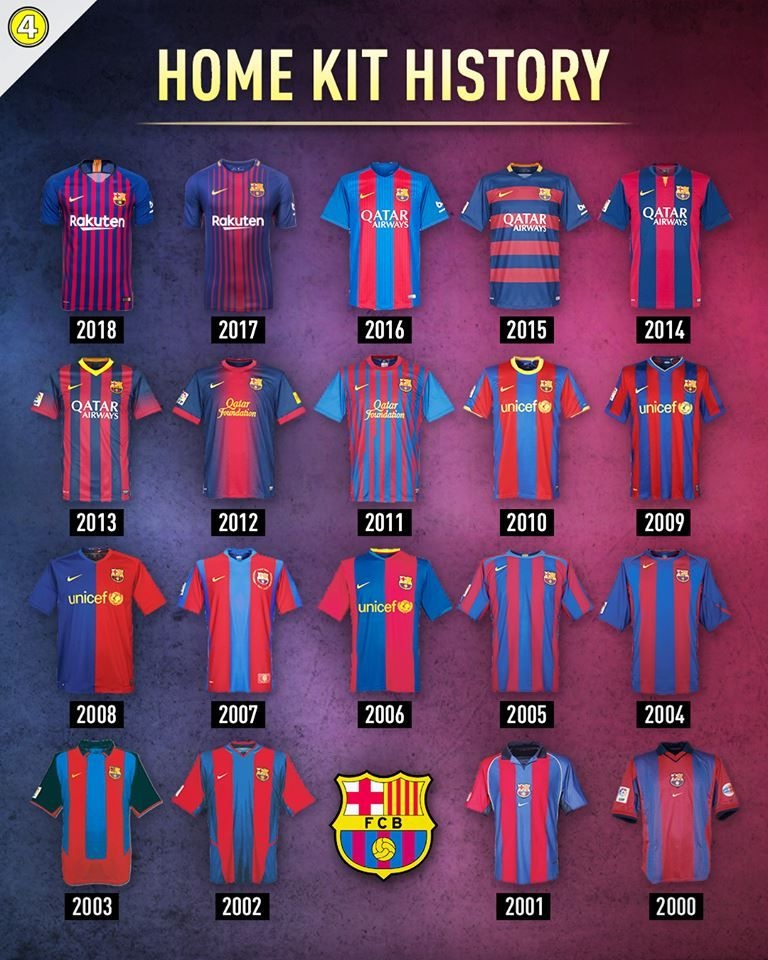 4
HOME KIT HISTORY
Rakuten
Rakuten
QATAR
AIRWAYS
QATAR
AIRWAYS
QATAR
AIRWAYS
2018
2017
2016
2015
2014
QATAR
AIRWAYS
Qatar
Foundation
Qatar
Foundation
unicef
unicef
2013
2012
2011
2010
2009
unicef
unicef
2008
2007
2006
2005
2004
FCB
2003
2002
2001
2000